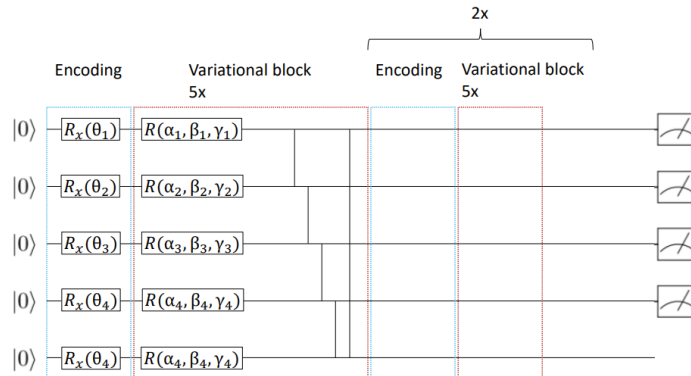 2x
Encoding Variational block Encoding Variational block
5x 5x
|0⟩ Rₓ(θ₁) R(α₁, β₁, γ₁)
|0⟩ Rₓ(θ₂) R(α₂, β₂, γ₂)
|0⟩ Rₓ(θ₃) R(α₃, β₃, γ₃)
|0⟩ Rₓ(θ₄) R(α₄, β₄, γ₄)
|0⟩ Rₓ(θ₄) R(α₄, β₄, γ₄)